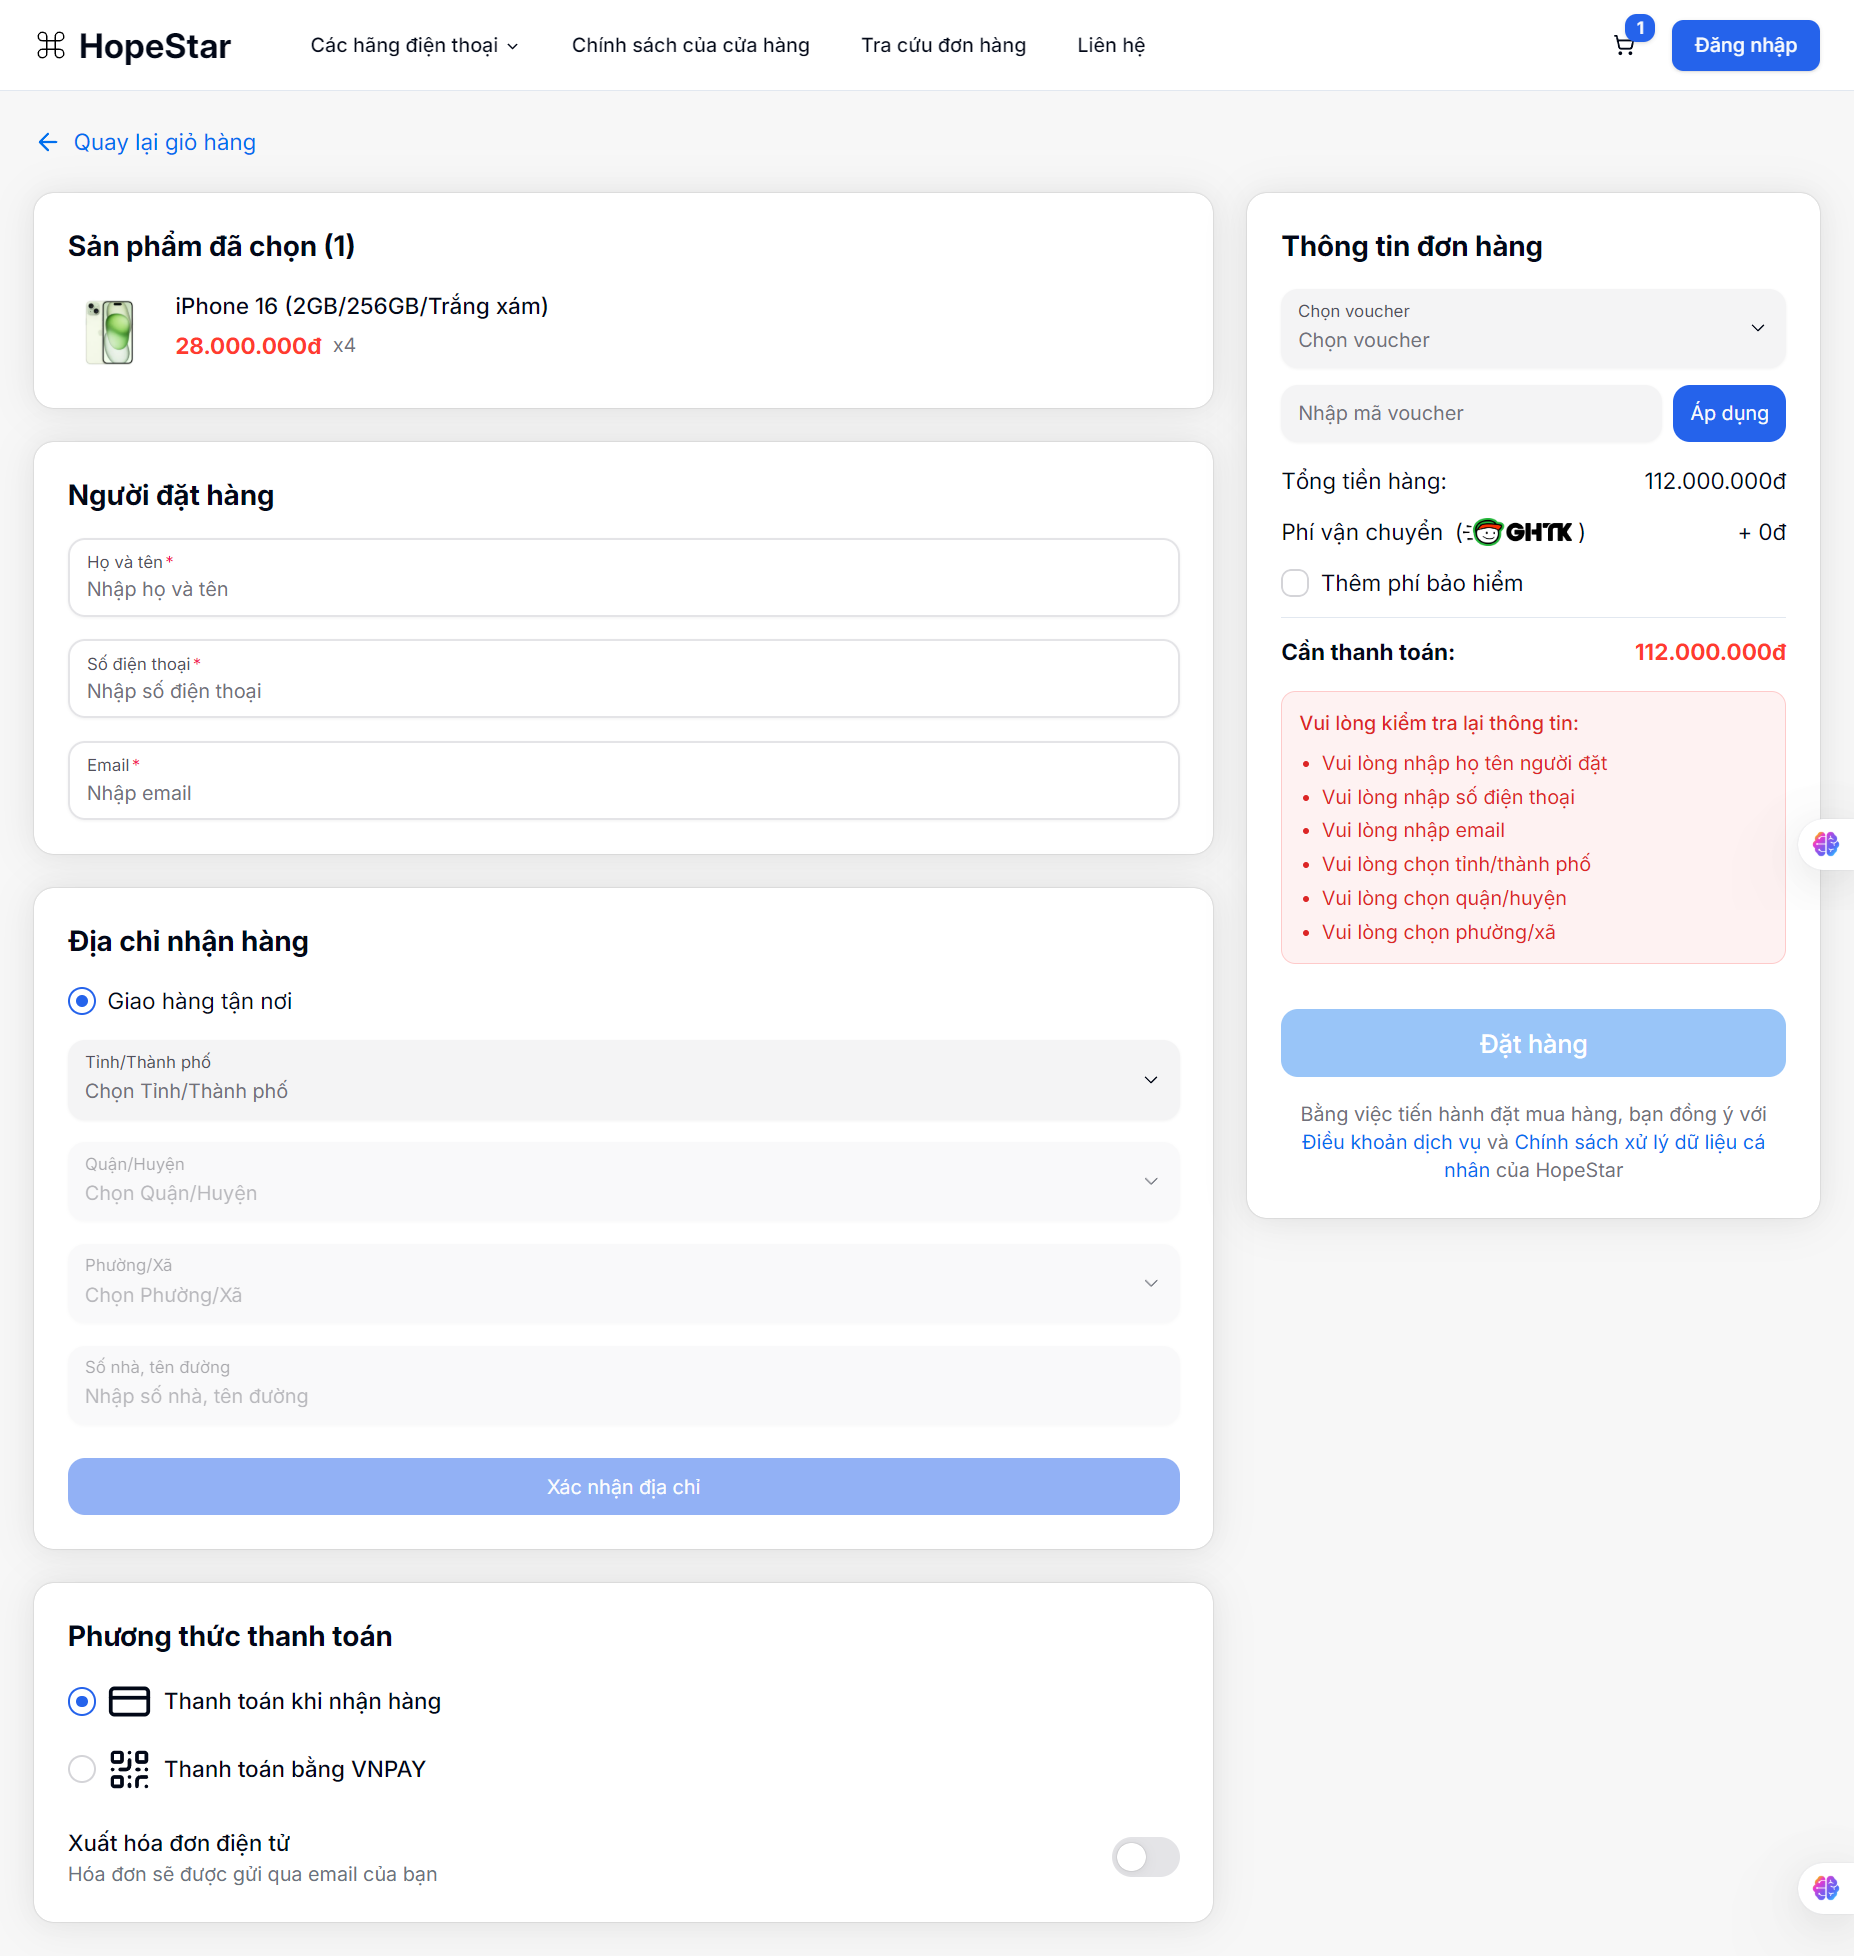 HopeStar
Các hãng điện thoại
Chính sách của cửa hàng
Tra cứu đơn hàng
Liên hệ
1
Đăng nhập
Quay lại giỏ hàng
Sản phẩm đã chọn (1)
iPhone 16 (2GB/256GB/Trắng xám)
28.000.000đ x4
Người đặt hàng
Họ và tên*
Nhập họ và tên
Số điện thoại*
Nhập số điện thoại
Email*
Nhập email
Địa chỉ nhận hàng
Giao hàng tận nơi
Tỉnh/Thành phố
Chọn Tỉnh/Thành phố
Quận/Huyện
Chọn Quận/Huyện
Phường/Xã
Chọn Phường/Xã
Số nhà, tên đường
Nhập số nhà, tên đường
Xác nhận địa chỉ
Phương thức thanh toán
Thanh toán khi nhận hàng
Thanh toán bằng VNPAY
Xuất hóa đơn điện tử
Hóa đơn sẽ được gửi qua email của bạn
Thông tin đơn hàng
Chọn voucher
Chọn voucher
Nhập mã voucher
Áp dụng
Tổng tiền hàng: 112.000.000đ
Phí vận chuyển (GHTK) + 0đ
Thêm phí bảo hiểm
Cần thanh toán: 112.000.000đ
Vui lòng kiểm tra lại thông tin:
• Vui lòng nhập họ tên người đặt
• Vui lòng nhập số điện thoại
• Vui lòng nhập email
• Vui lòng chọn tỉnh/thành phố
• Vui lòng chọn quận/huyện
• Vui lòng chọn phường/xã
Đặt hàng
Bằng việc tiến hành đặt mua hàng, bạn đồng ý với
Điều khoản dịch vụ và Chính sách xử lý dữ liệu cá
nhân của HopeStar